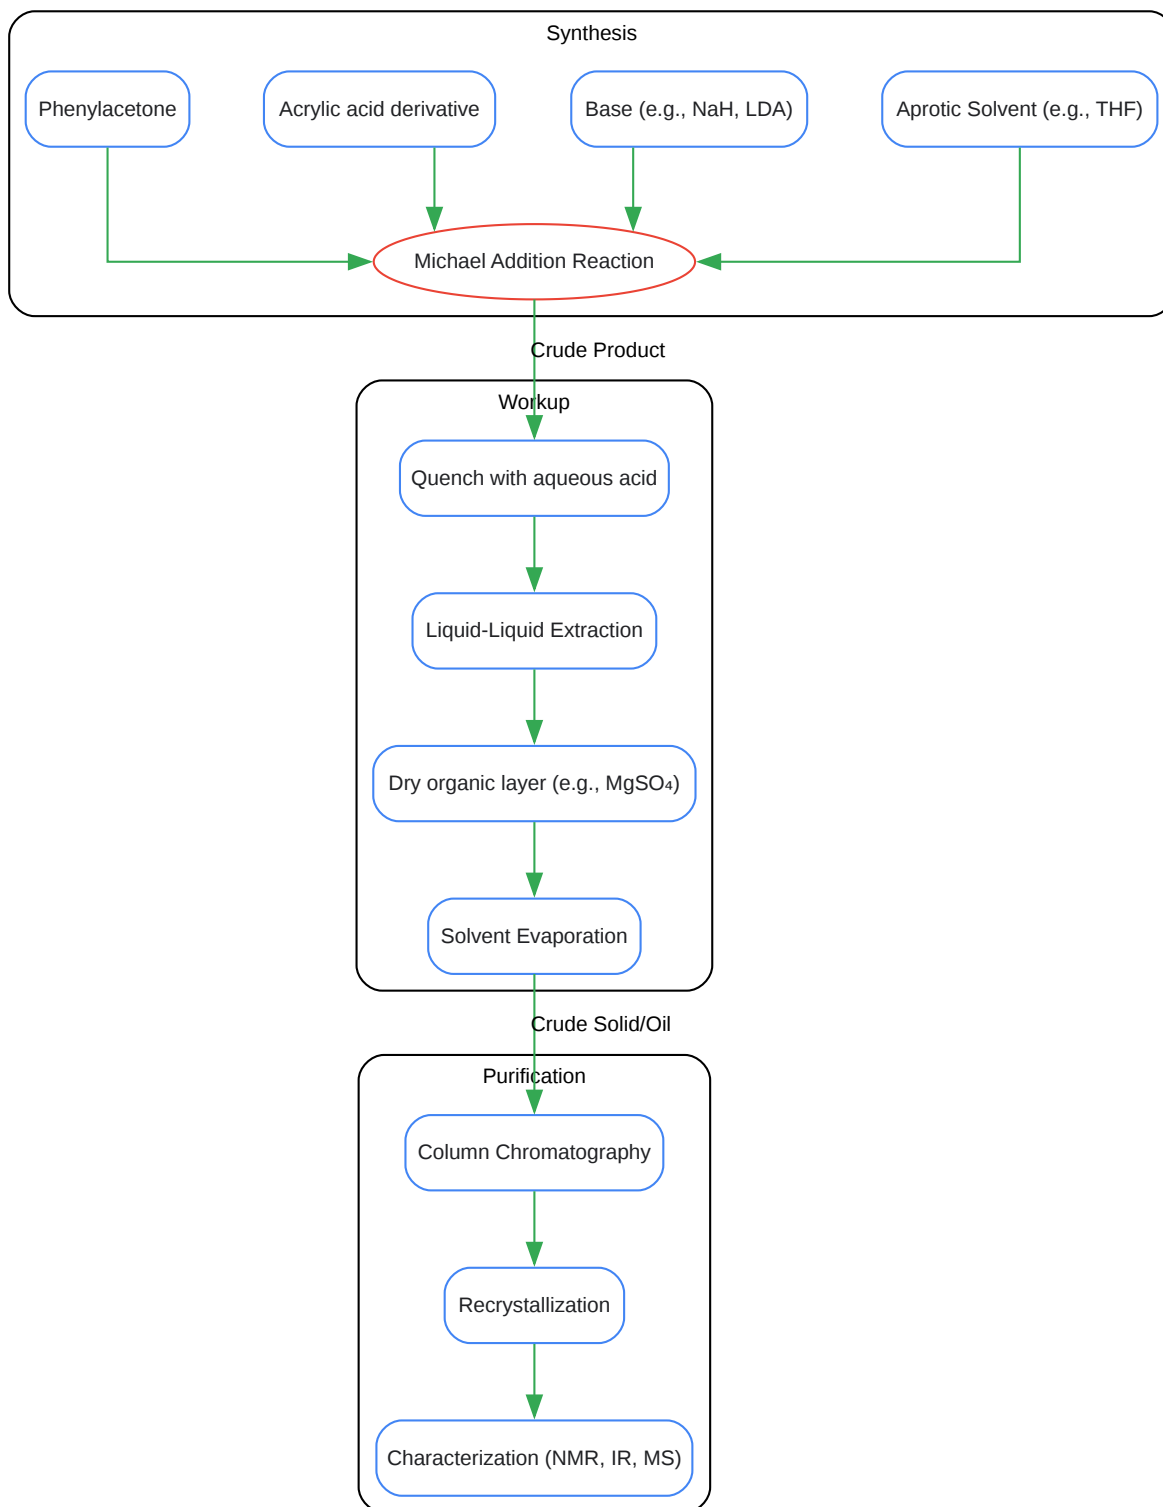 Synthesis
Phenylacetone
Acrylic acid derivative
Base (e.g., NaH, LDA)
Aprotic Solvent (e.g., THF)
Michael Addition Reaction
Crude Product
Workup
Quench with aqueous acid
Liquid-Liquid Extraction
Dry organic layer (e.g., MgSO₄)
Solvent Evaporation
Crude Solid/Oil
Purification
Column Chromatography
Recrystallization
Characterization (NMR, IR, MS)